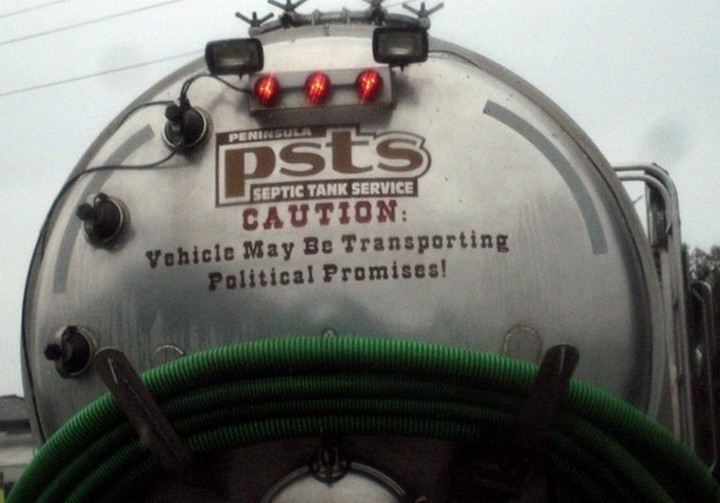 PENINSULA
psts
SEPTIC TANK SERVICE
CAUTION:
Vehicle May Be Transporting
Political Promises!